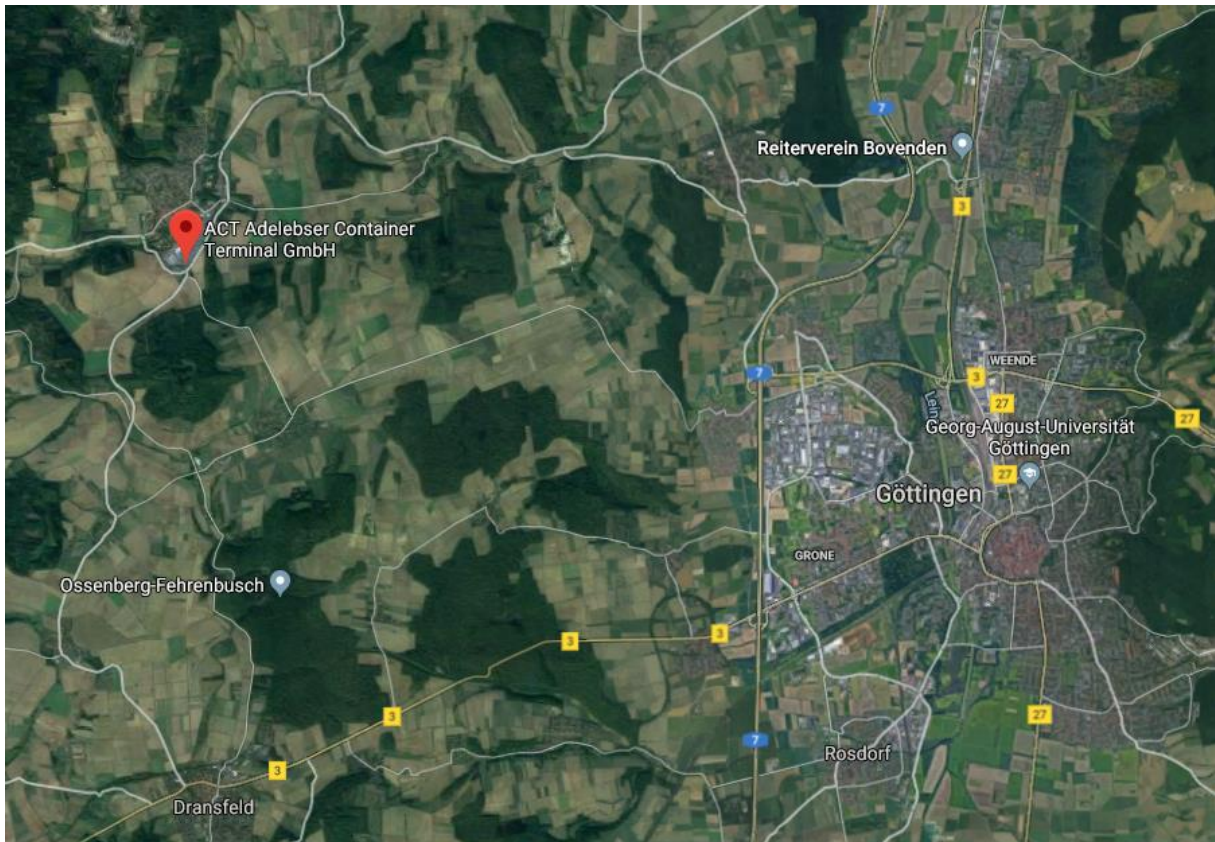 7
Reiterverein Bovenden
3
ACT Adelebser Container
Terminal GmbH
7
WEENDE
3
27
27
Leine
Georg-August-Universität
Göttingen
27
Göttingen
GRONE
Ossenberg-Fehrenbusch
3
3
3
27
7
Rosdorf
3
Dransfeld